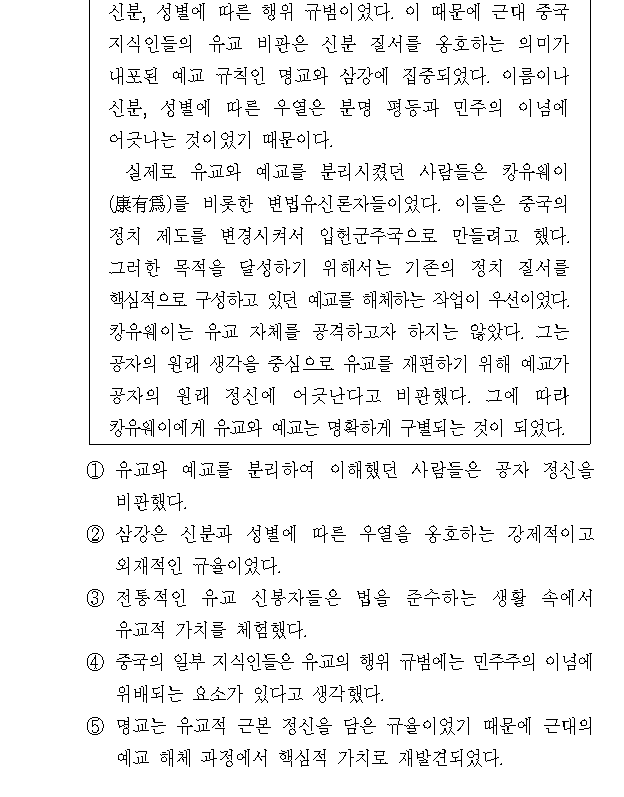 신분, 성별에 따른 행위 규범이었다. 이 때문에 근대 중국
지식인들의 유교 비판은 신분 질서를 옹호하는 의미가
내포된 예교 규칙인 명교와 삼강에 집중되었다. 이름이나
신분, 성별에 따른 우열은 분명 평등과 민주의 이념에
어긋나는 것이었기 때문이다.
실제로 유교와 예교를 분리시켰던 사람들은 캉유웨이
(康有爲)를 비롯한 변법유신론자들이었다. 이들은 중국의
정치 제도를 변경시켜서 입헌군주국으로 만들려고 했다.
그러한 목적을 달성하기 위해서는 기존의 정치 질서를
핵심적으로 구성하고 있던 예교를 해체하는 작업이 우선이었다.
캉유웨이는 유교 자체를 공격하고자 하지는 않았다. 그는
공자의 원래 생각을 중심으로 유교를 재편하기 위해 예교가
공자의 원래 정신에 어긋난다고 비판했다. 그에 따라
캉유웨이에게 유교와 예교는 명확하게 구별되는 것이 되었다.
① 유교와 예교를 분리하여 이해했던 사람들은 공자 정신을
비판했다.
② 삼강은 신분과 성별에 따른 우열을 옹호하는 강제적이고
외재적인 규율이었다.
③ 전통적인 유교 신봉자들은 법을 준수하는 생활 속에서
유교적 가치를 체험했다.
④ 중국의 일부 지식인들은 유교의 행위 규범에는 민주주의 이념에
위배되는 요소가 있다고 생각했다.
⑤ 명교는 유교적 근본 정신을 담은 규율이었기 때문에 근대의
예교 해체 과정에서 핵심적 가치로 재발견되었다.